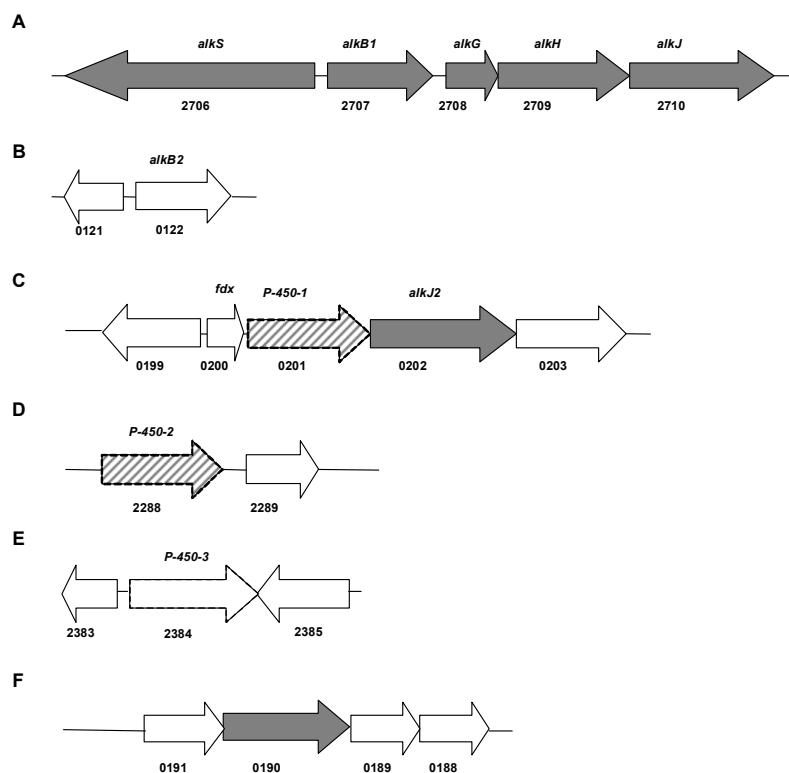 A
alkS alkB1 alkG alkH alkJ
2706 2707 2708 2709 2710
B
alkB2
0121 0122
C
fdx P-450-1 alkJ2
0199 0200 0201 0202 0203
D
P-450-2
2288 2289
E
P-450-3
2383 2384 2385
F
0191 0190 0189 0188